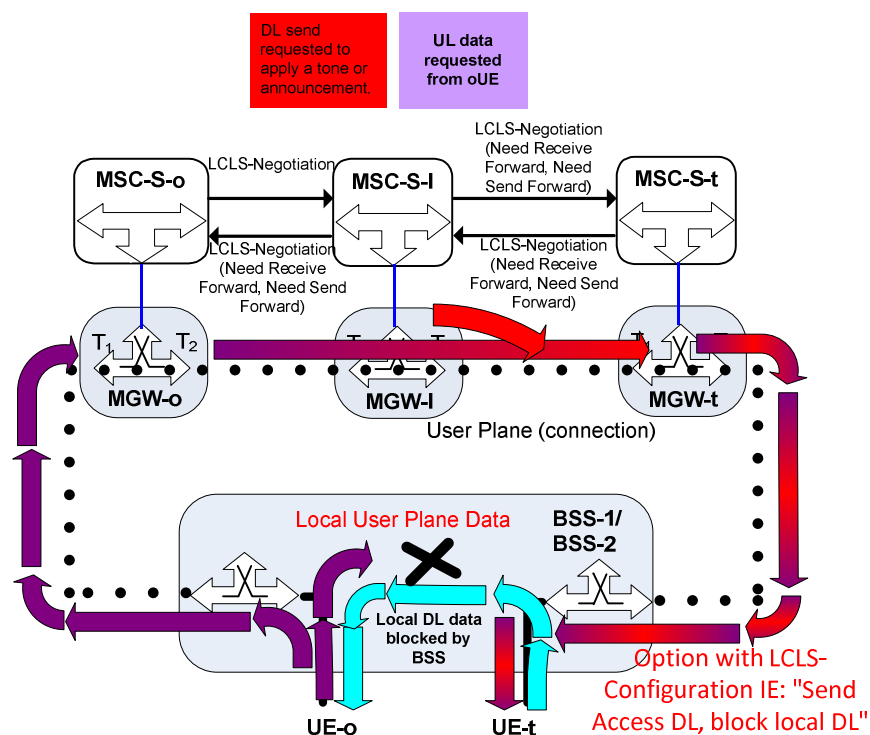 DL send
requested to
apply a tone or
announcement.
UL data
requested
from oUE
LCLS-Negotiation
(Need Receive
Forward, Need
Send Forward)
LCLS-Negotiation
MSC-S-o
MSC-S-I
MSC-S-t
LCLS-Negotiation
(Need Receive
Forward, Need Send
Forward)
LCLS-Negotiation
(Need Receive
Forward, Need Send
Forward)
T1
T2
T
T
MGW-o
MGW-I
MGW-t
User Plane (connection)
Local User Plane Data
BSS-1/
BSS-2
Local DL data
blocked by
BSS
Option with LCLS-
Configuration IE: "Send
Access DL, block local DL"
UE-o
UE-t